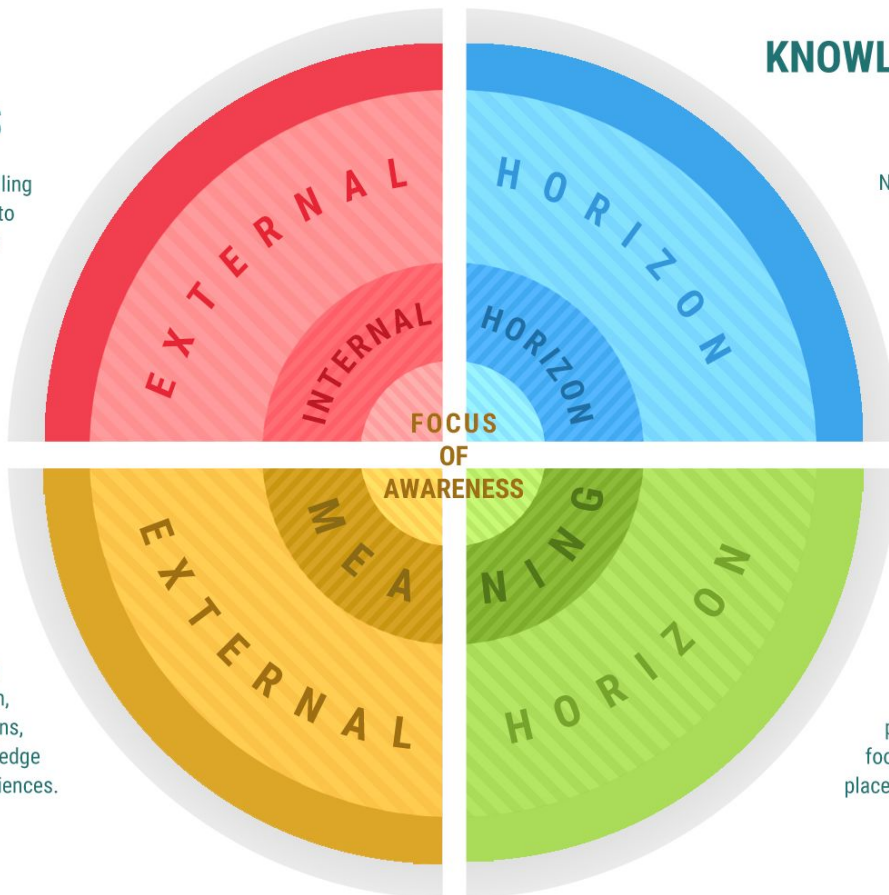 KNOWL
S
ling
to
N
EXTERNAL HORIZON
INTERNAL HORIZON
FOCUS
OF
AWARENESS
MEANING
EXTERNAL HORIZON
n,
ns,
edge
iences.
p
foc
place